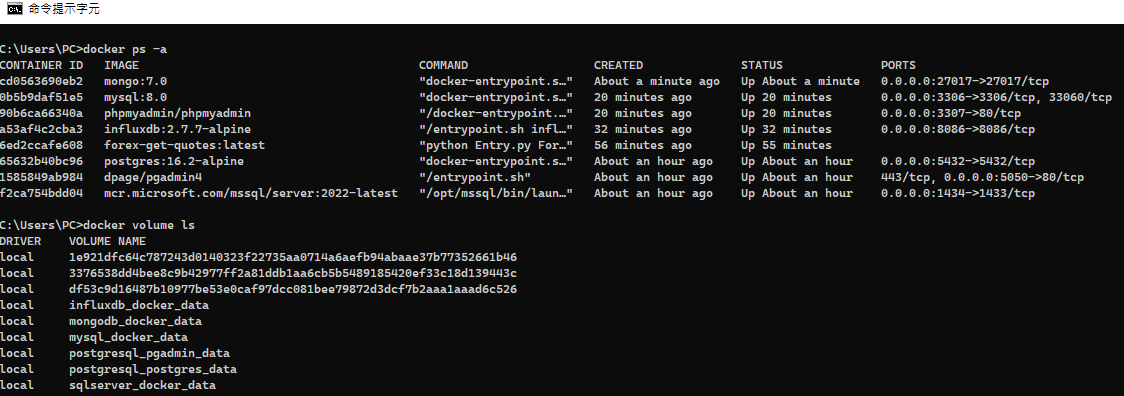 命令提示字元
C:\Users\PC>docker ps -a
CONTAINER ID   IMAGE                                        COMMAND                  CREATED              STATUS              PORTS
cd0563690eb2   mongo:7.0                                    "docker-entrypoint.s…"   About a minute ago   Up About a minute   0.0.0.0:27017->27017/tcp
0b5b9daf51e5   mysql:8.0                                    "docker-entrypoint.s…"   20 minutes ago       Up 20 minutes       0.0.0.0:3306->3306/tcp, 33060/tcp
90b6ca66340a   phpmyadmin/phpmyadmin                        "/docker-entrypoint.…"   20 minutes ago       Up 20 minutes       0.0.0.0:3307->80/tcp
a53af4c2cba3   influxdb:2.7.7-alpine                        "/entrypoint.sh infl…"   32 minutes ago       Up 32 minutes       0.0.0.0:8086->8086/tcp
6ed2ccafe608   forex-get-quotes:latest                      "python Entry.py For…"   56 minutes ago       Up 55 minutes
65632b40bc96   postgres:16.2-alpine                         "docker-entrypoint.s…"   About an hour ago    Up About an hour    0.0.0.0:5432->5432/tcp
1585849ab984   dpage/pgadmin4                               "/entrypoint.sh"         About an hour ago    Up About an hour    443/tcp, 0.0.0.0:5050->80/tcp
f2ca754bdd04   mcr.microsoft.com/mssql/server:2022-latest   "/opt/mssql/bin/laun…"   About an hour ago    Up About an hour    0.0.0.0:1434->1433/tcp
C:\Users\PC>docker volume ls
DRIVER    VOLUME NAME
local     1e921dfc64c787243d0140323f22735aa0714a6aefb94abaae37b77352661b46
local     3376538dd4bee8c9b42977ff2a81ddb1aa6cb5b5489185420ef33c18d139443c
local     df53c9d16487b10977be53e0caf97dcc081bee79872d3dcf7b2aaa1aaad6c526
local     influxdb_docker_data
local     mongodb_docker_data
local     mysql_docker_data
local     postgresql_pgadmin_data
local     postgresql_postgres_data
local     sqlserver_docker_data